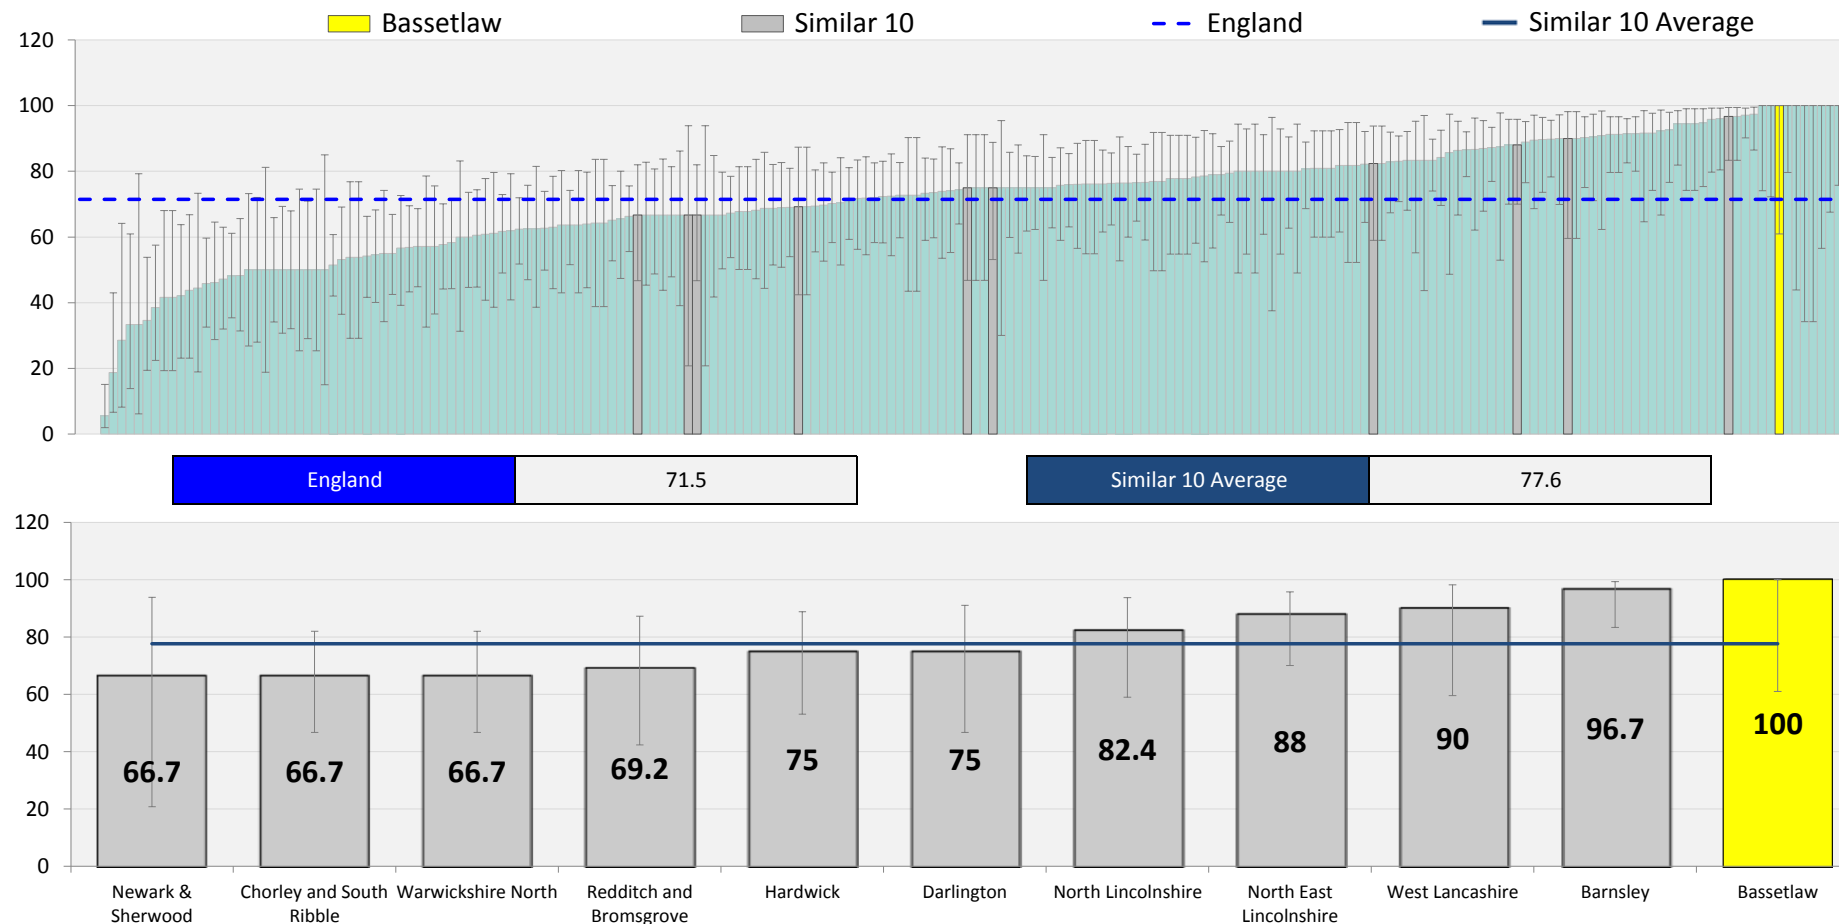 Bassetlaw Similar 10 England Similar 10 Average
120
100
80
60
40
20
0
England 71.5 Similar 10 Average 77.6
120
100
80
60
40
20
0
66.7 66.7 66.7 69.2 75 75 82.4 88 90 96.7 100
Newark & Chorley and South Warwickshire North Redditch and Hardwick Darlington North Lincolnshire North East West Lancashire Barnsley Bassetlaw
Sherwood Ribble Bromsgrove Lincolnshire